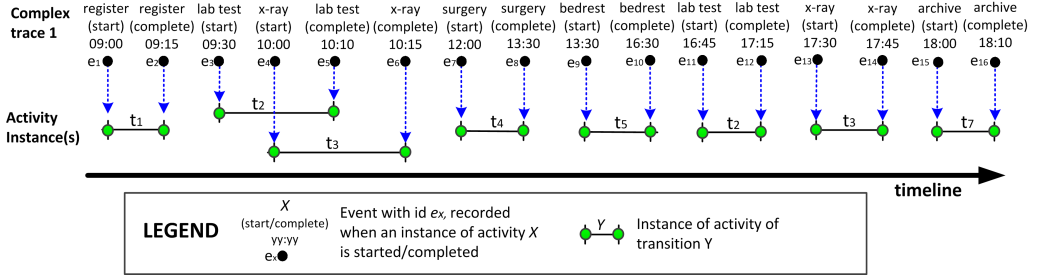 Complex trace 1
register (start) 09:00
register (complete) 09:15
lab test (start) 09:30
x-ray (start) 10:00
lab test (complete) 10:10
x-ray (complete) 10:15
surgery (start) 12:00
surgery (complete) 13:30
bedrest (start) 13:30
bedrest (complete) 16:30
lab test (start) 16:45
lab test (complete) 17:15
x-ray (start) 17:30
x-ray (complete) 17:45
archive (start) 18:00
archive (complete) 18:10
e1 e2 e3 e4 e5 e6 e7 e8 e9 e10 e11 e12 e13 e14 e15 e16
Activity Instance(s)
t1 t2 t3 t4 t5 t2 t3 t7
timeline
LEGEND
X
(start/complete)
yy:yy
ex
Event with id ex, recorded
when an instance of activity X
is started/completed
Y
Instance of activity of
transition Y